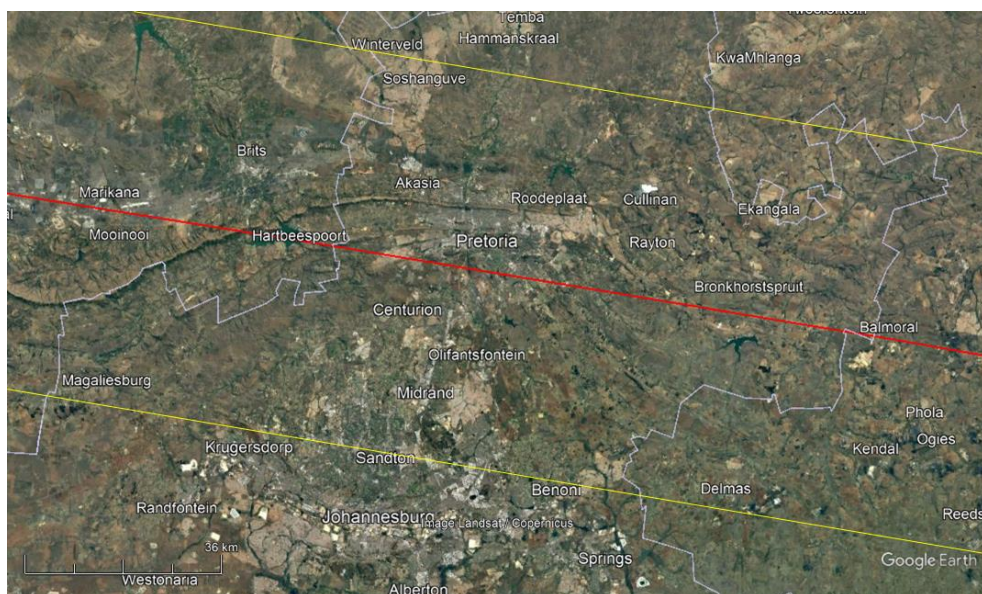 Temba
Winterveld
Hammanskraal
KwaMhlanga
Soshanguve
Brits
Akasia
Marikana
Roodeplaat
Cullinan
Ekangala
Mooinooi
Hartbeespoort
Pretoria
Rayton
Bronkhorstspruit
Centurion
Balmoral
Olifantsfontein
Magaliesburg
Midrand
Phola
Krugersdorp
Sandton
Kendal
Ogies
Benoni
Delmas
Randfontein
Johannesburg
Image Landsat / Copernicus
Reeds
36 km
Springs
Google Earth
Westonaria
Alberton